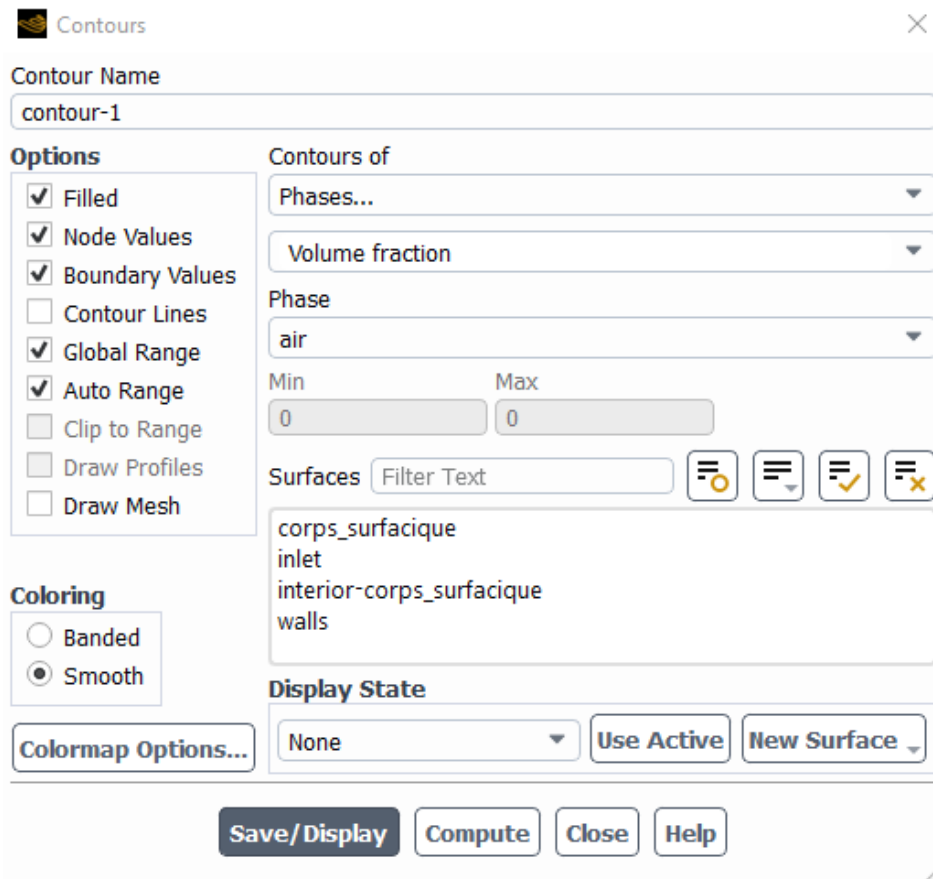 Contours
Contour Name
contour-1
Options
Filled
Node Values
Boundary Values
Contour Lines
Global Range
Auto Range
Clip to Range
Draw Profiles
Draw Mesh
Coloring
Banded
Smooth
Colormap Options...
Contours of
Phases...
Volume fraction
Phase
air
Min Max
0 0
Surfaces Filter Text
corps_surfacique
inlet
interior-corps_surfacique
walls
Display State
None Use Active New Surface
Save/Display Compute Close Help